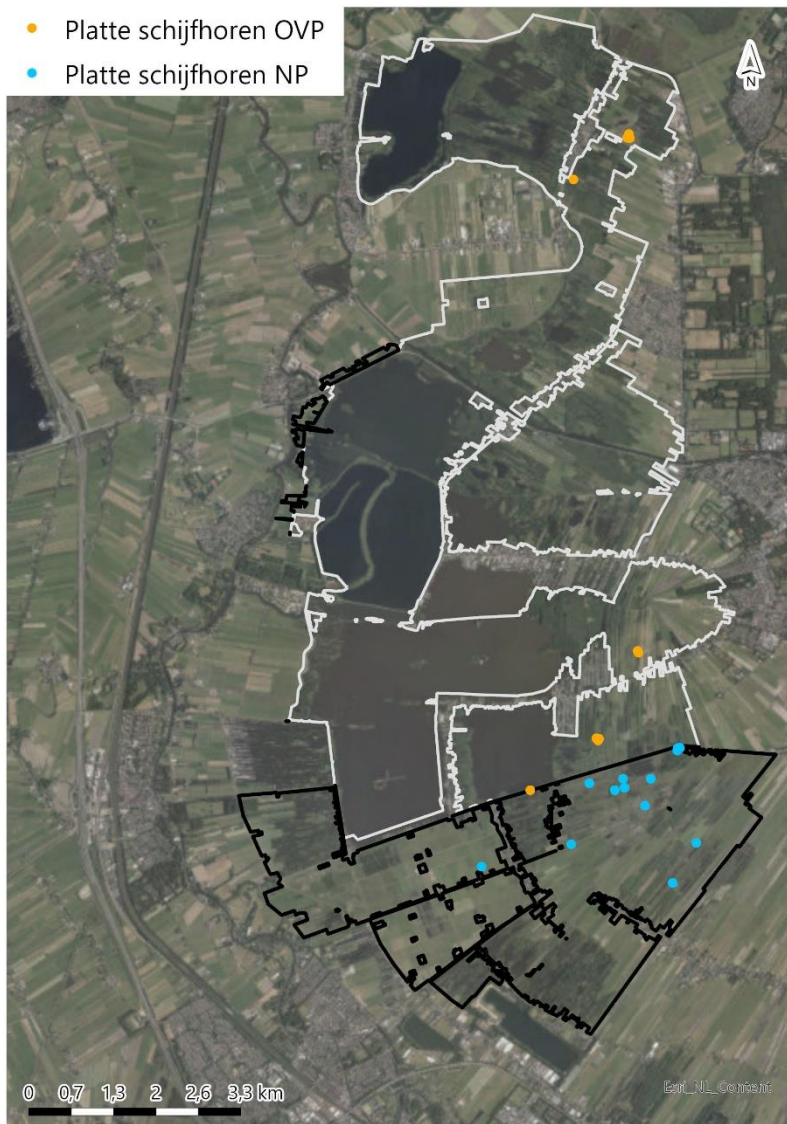 Platte schijfhoren OVP
Platte schijfhoren NP
N
0 0,7 1,3 2 2,6 3,3 km
Esri_NL_Content